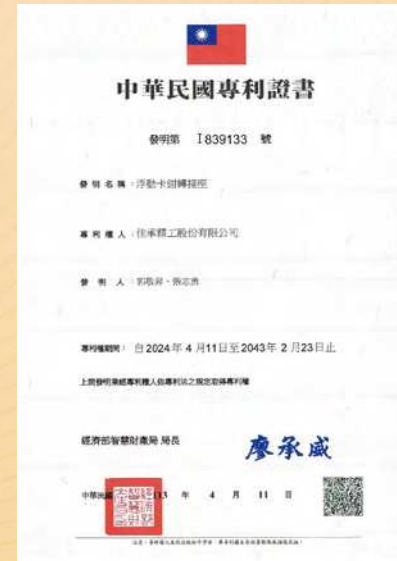 中華民國專利證書
發明第 I839133 號
發明名稱：浮動卡鉗轉接座
專利權人：佳承精工股份有限公司
發明人：郭敬昇、張志勇
專利權期間：自2024年4月11日至2043年2月23日止
上開發明業經專利權人依專利法之規定取得專利權
經濟部智慧財產局 局長
廖承威
中華民國 113 年 4 月 11 日